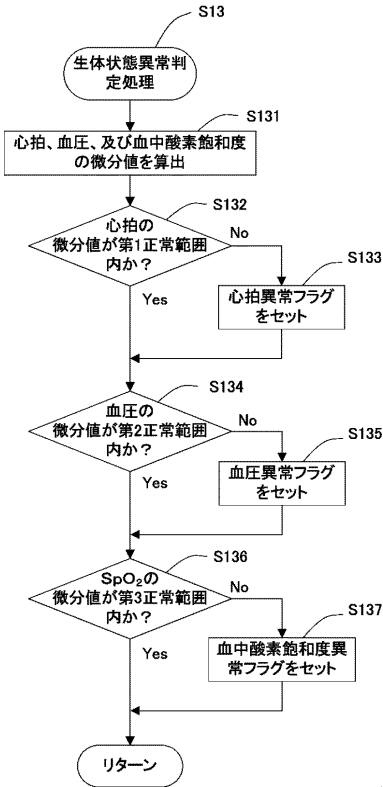 S13
生体状態異常判
定処理
S131
心拍、血圧、及び血中酸素飽和度
の微分値を算出
S132
心拍の
微分値が第1正常範囲
内か？
No
Yes
S133
心拍異常フラグ
をセット
S134
血圧の
微分値が第2正常範囲
内か？
No
Yes
S135
血圧異常フラグ
をセット
S136
SpO₂の
微分値が第3正常範囲
内か？
No
Yes
S137
血中酸素飽和度異
常フラグをセット
リターン